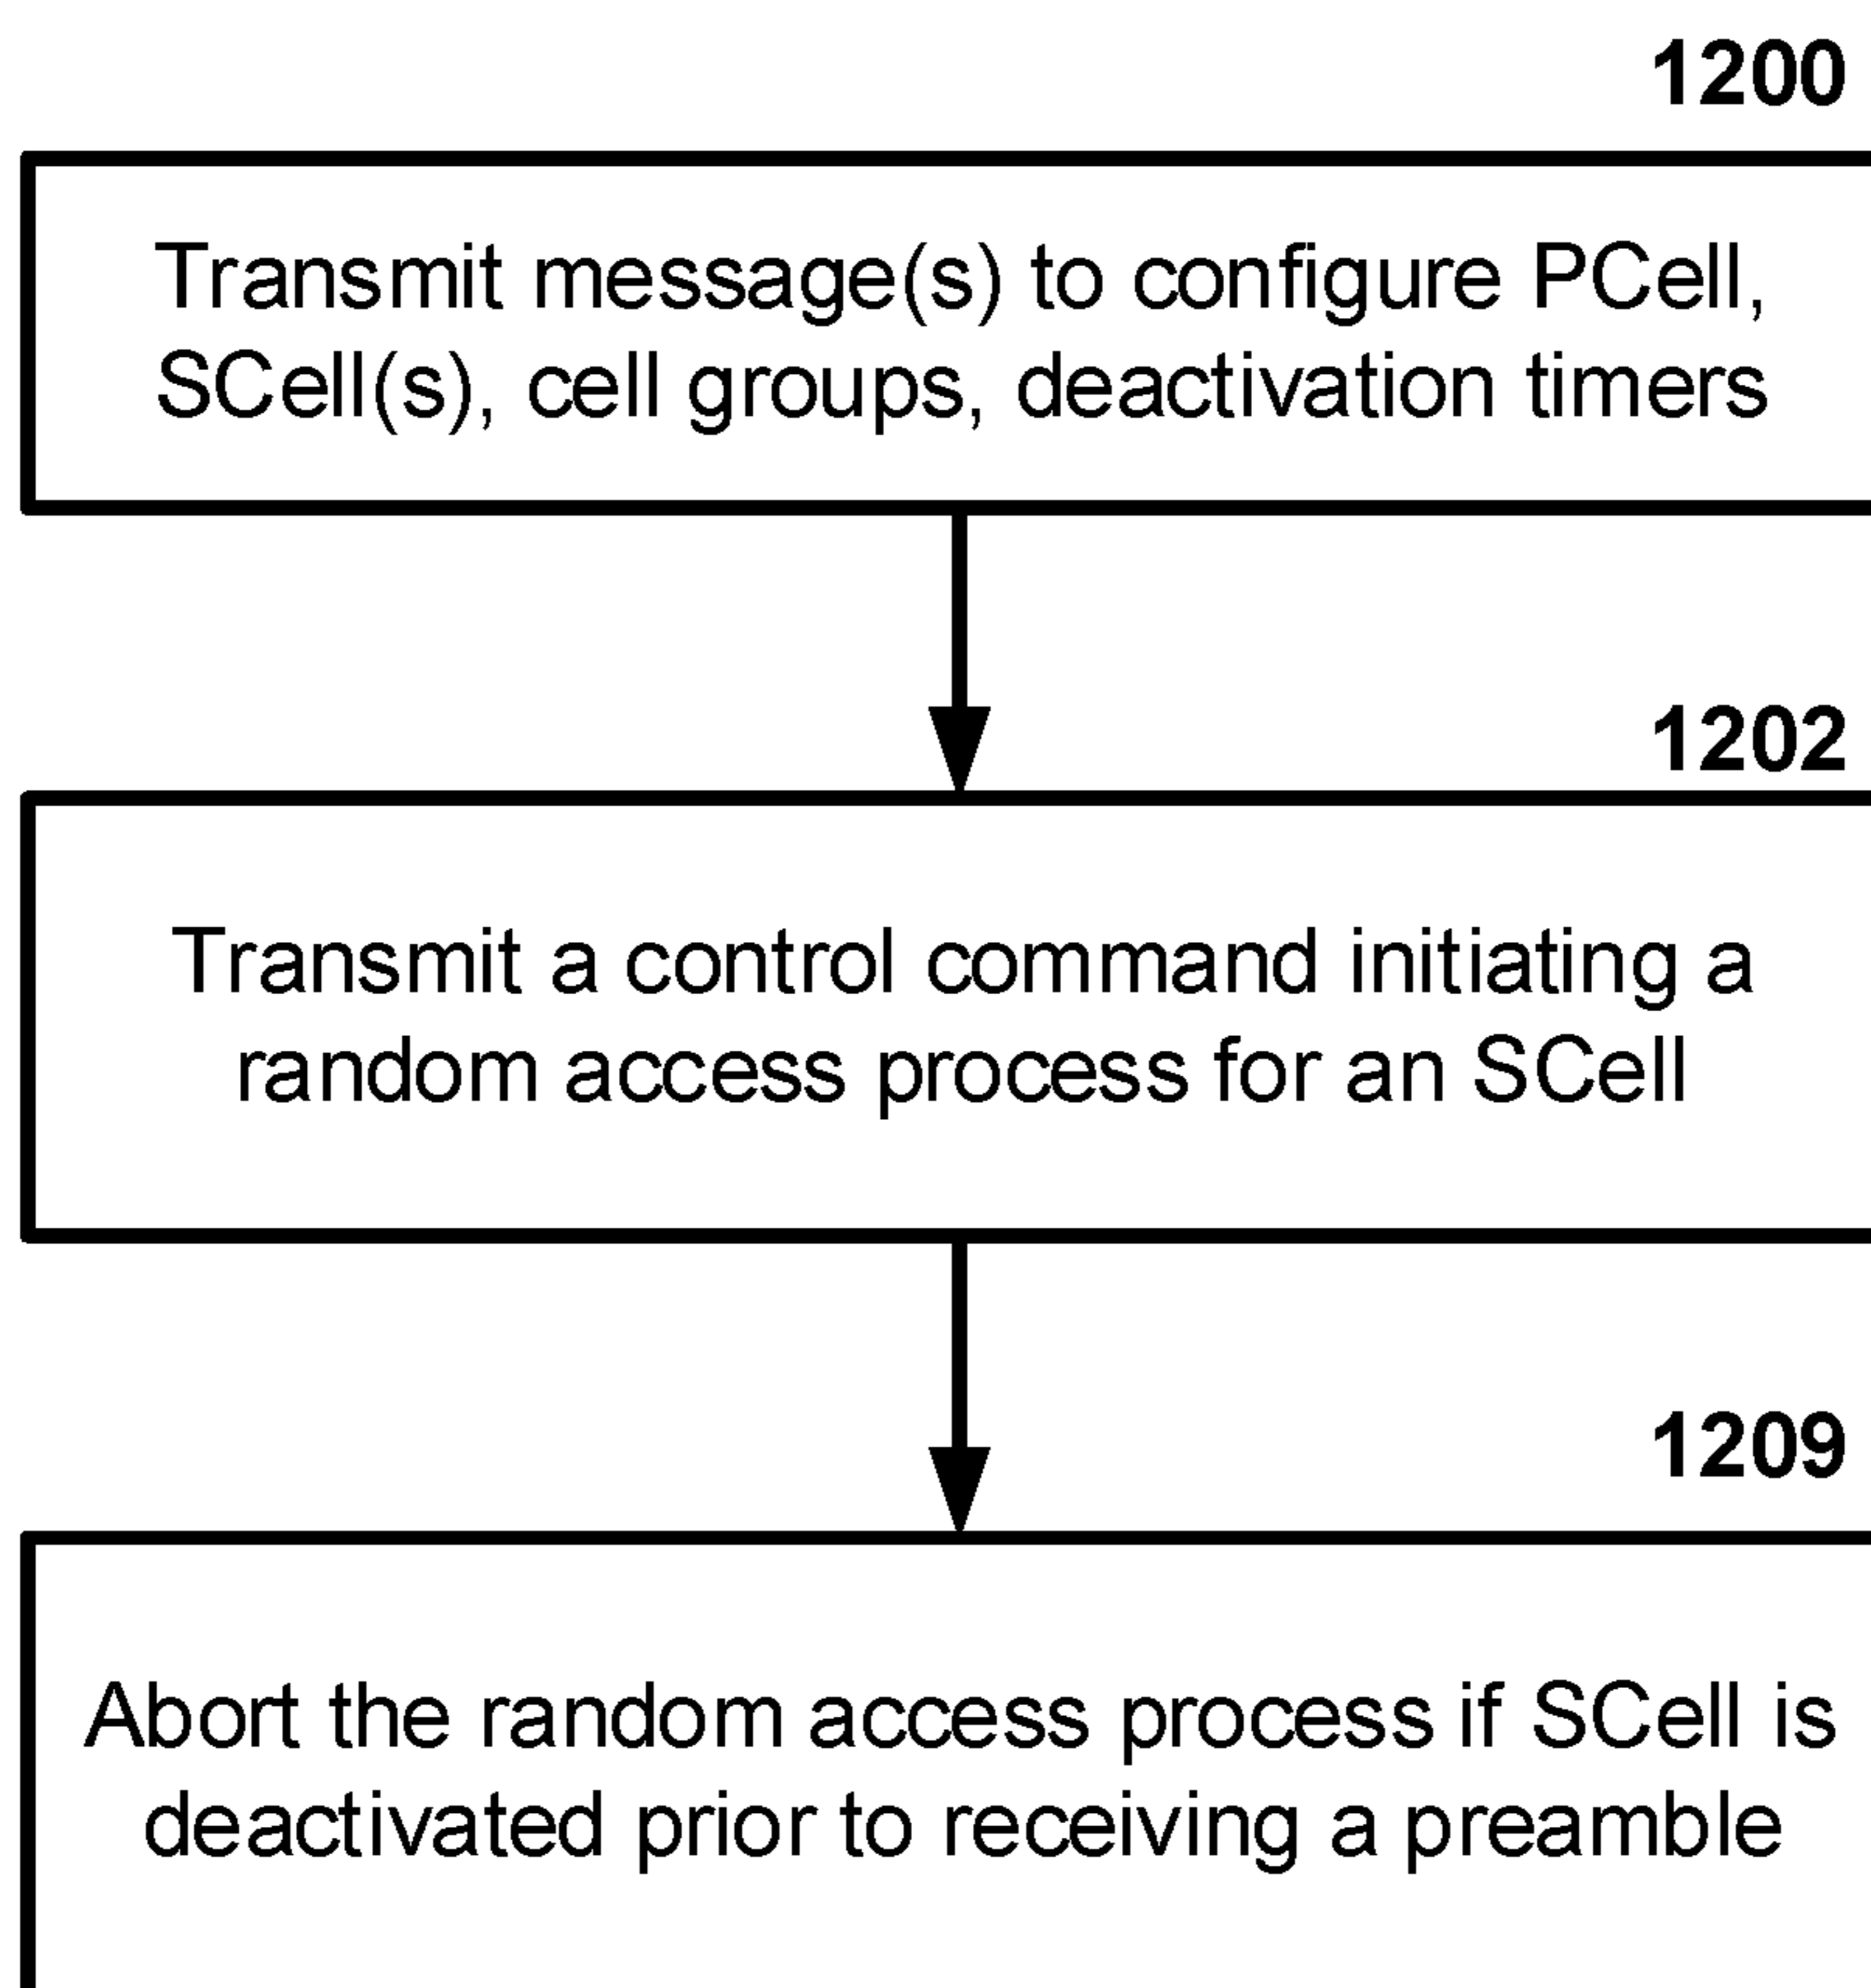 1200
Transmit message(s) to configure PCell,
SCell(s), cell groups, deactivation timers
1202
Transmit a control command initiating a
random access process for an SCell
1209
Abort the random access process if SCell is
deactivated prior to receiving a preamble